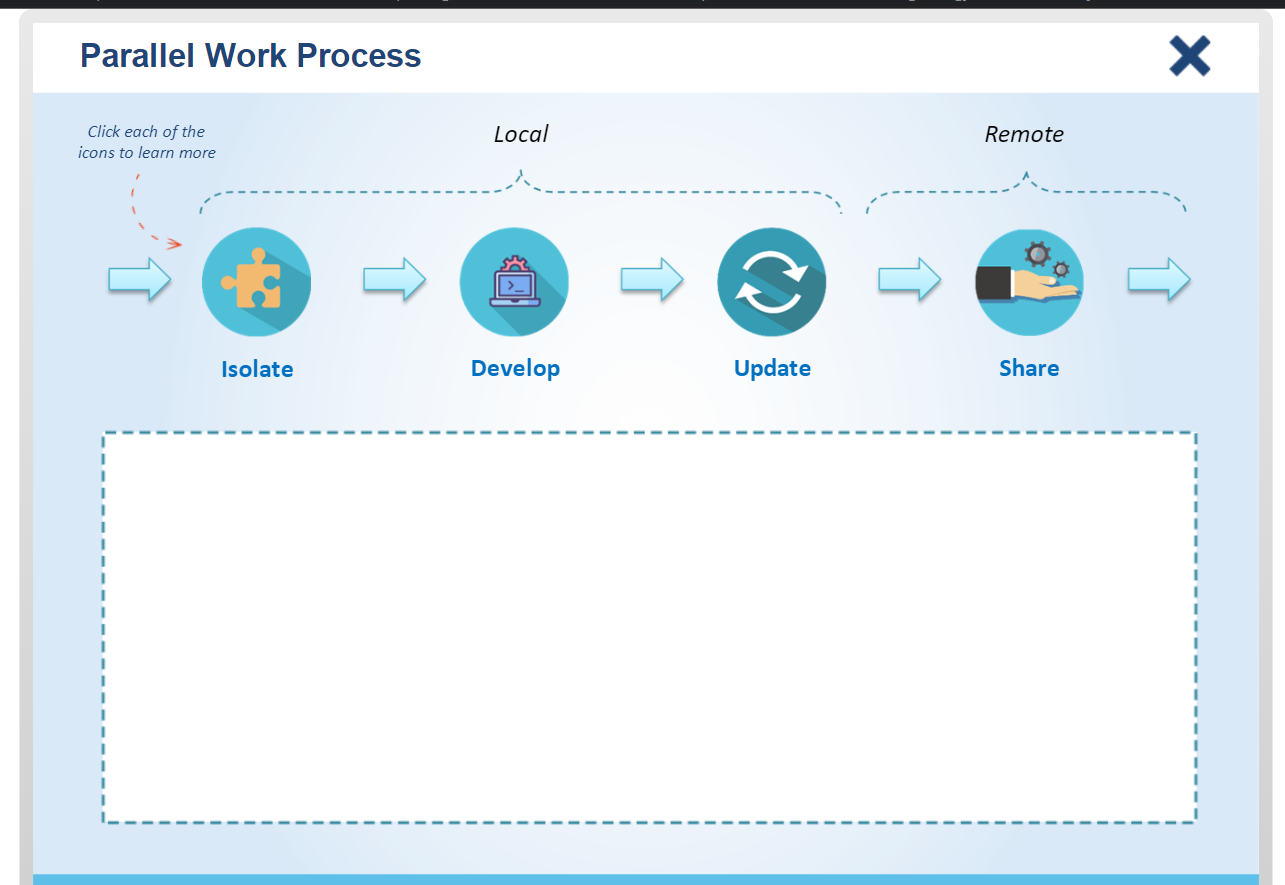 Parallel Work Process
Click each of the
icons to learn more
Local
Remote
Isolate
Develop
Update
Share